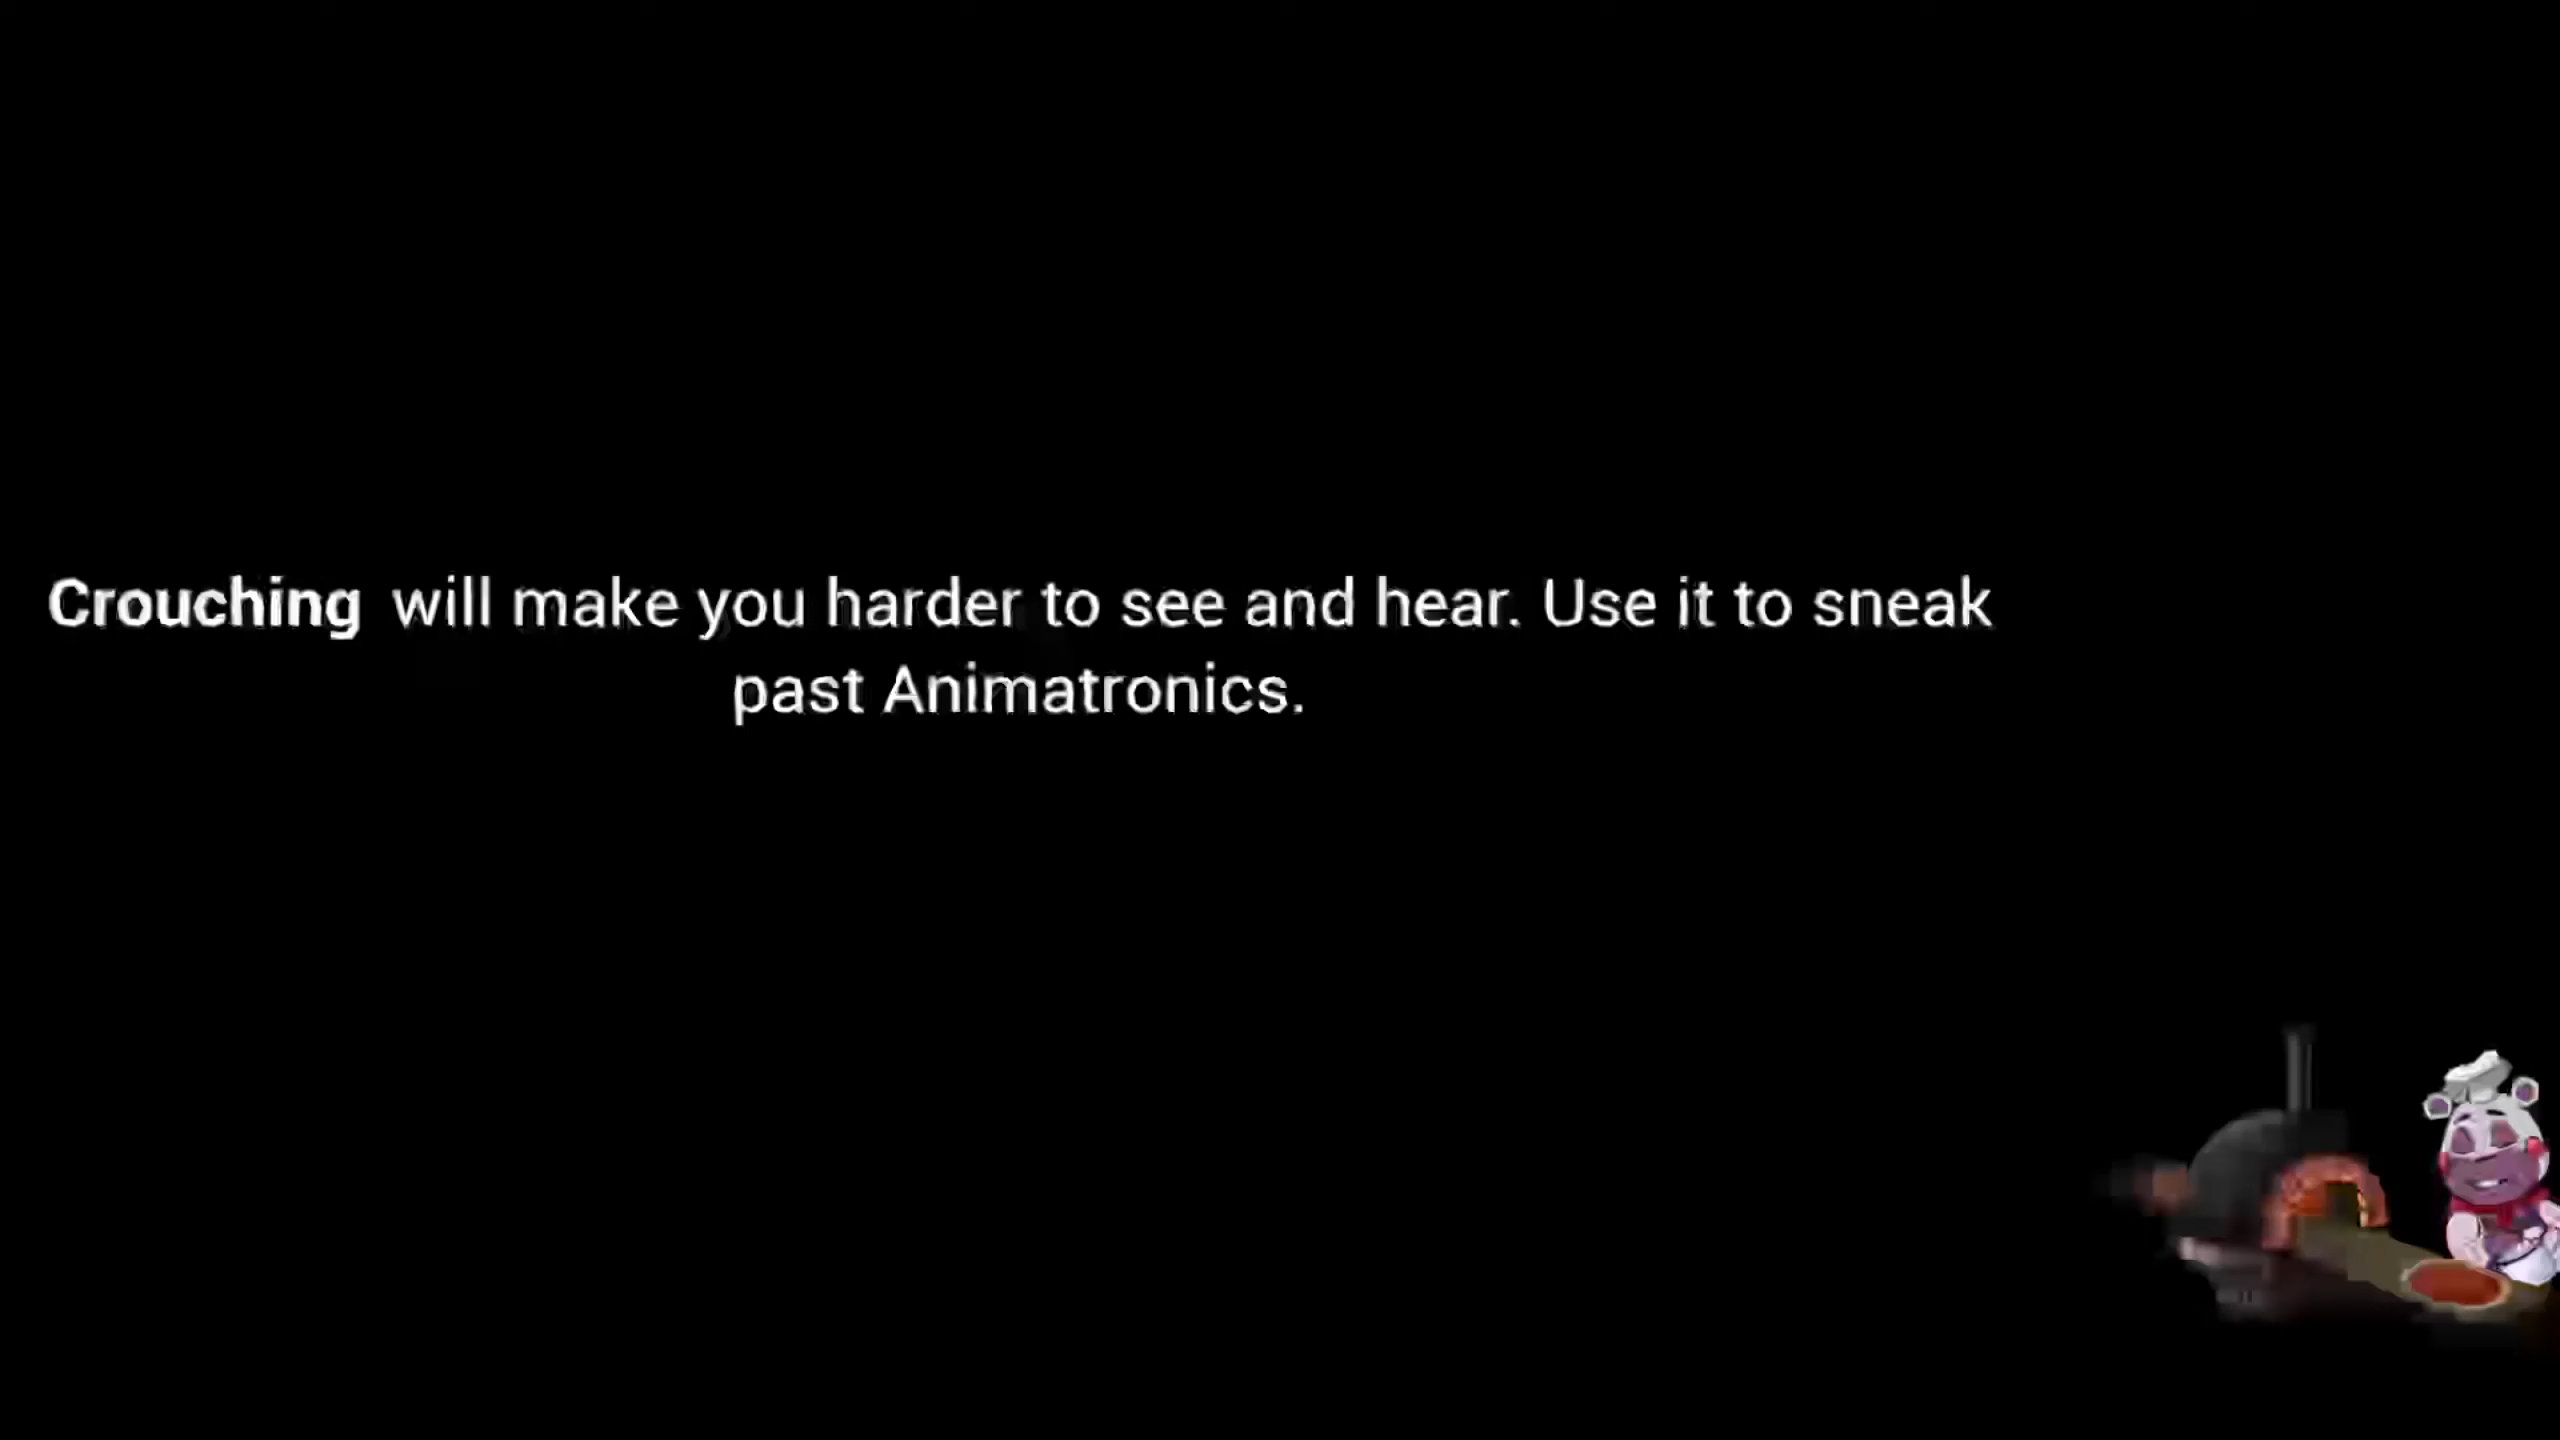 Crouching will make you harder to see and hear. Use it to sneak
past Animatronics.